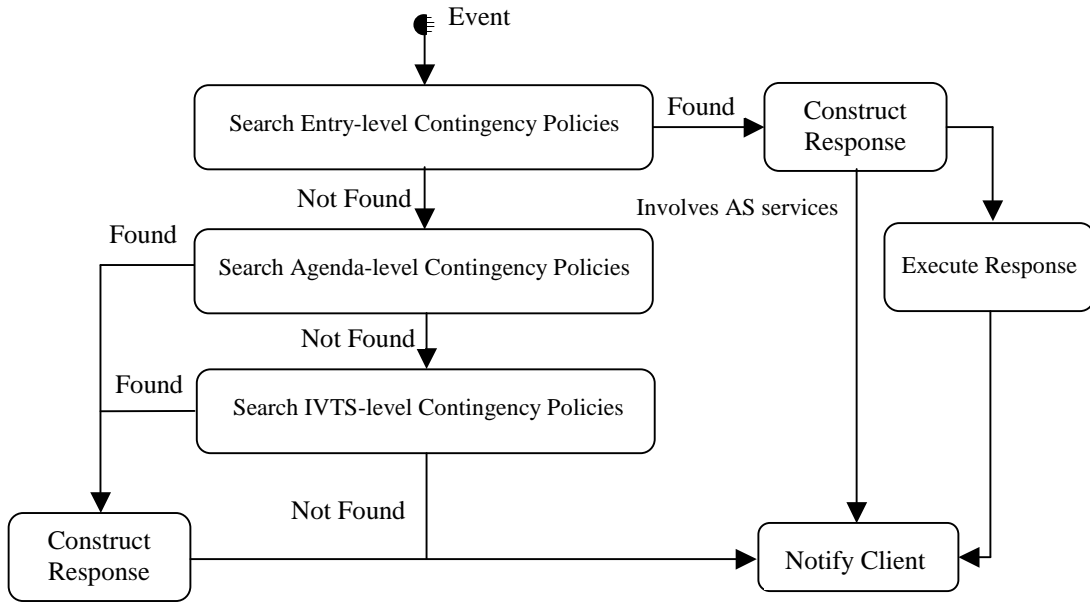 Event
Search Entry-level Contingency Policies
Found
Construct
Response
Not Found
Involves AS services
Found
Search Agenda-level Contingency Policies
Execute Response
Not Found
Found
Search IVTS-level Contingency Policies
Not Found
Construct
Response
Notify Client